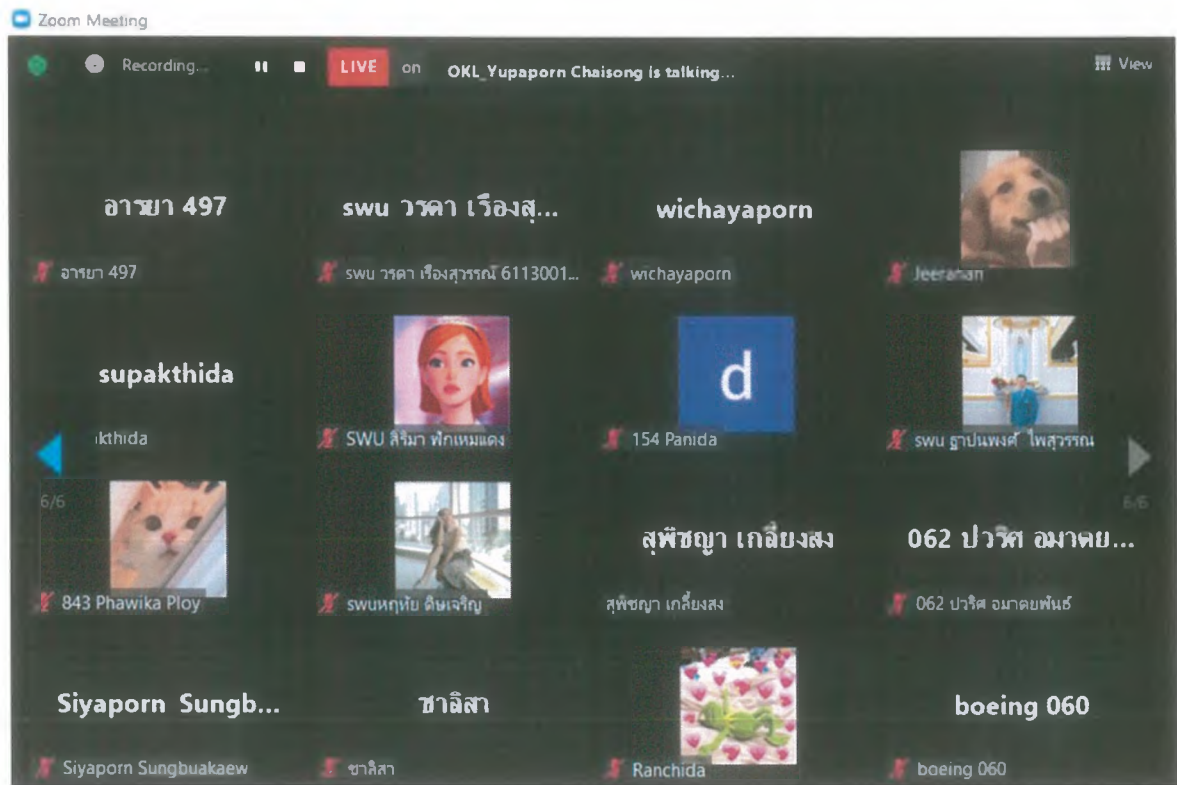 Zoom Meeting
Recording... LIVE on OKL_Yupaporn Chaisong is talking... View
อารยา 497 swu วรดา เรืองสุ... wichayaporn
อารยา 497 swu วรดา เรืองสุวรรณ์ 6113001... wichayaporn Jeeranan
supakthida d
kthida SWU สิริมา ฟักเหมแดง 154 Panida swu ฐาปนพงศ์ ไพสุวรรณ
6/6 6/6
สุพิชญา เกลี้ยงสง 062 ปวริศ อมาตย...
843 Phawika Ploy swuหฤทัย ดิษเจริญ สุพิชญา เกลี้ยงสง 062 ปวริศ อมาตยพันธ์
Siyaporn Sungb... ชาลิสา boeing 060
Siyaporn Sungbuakaew ชาลิสา Ranchida boeing 060